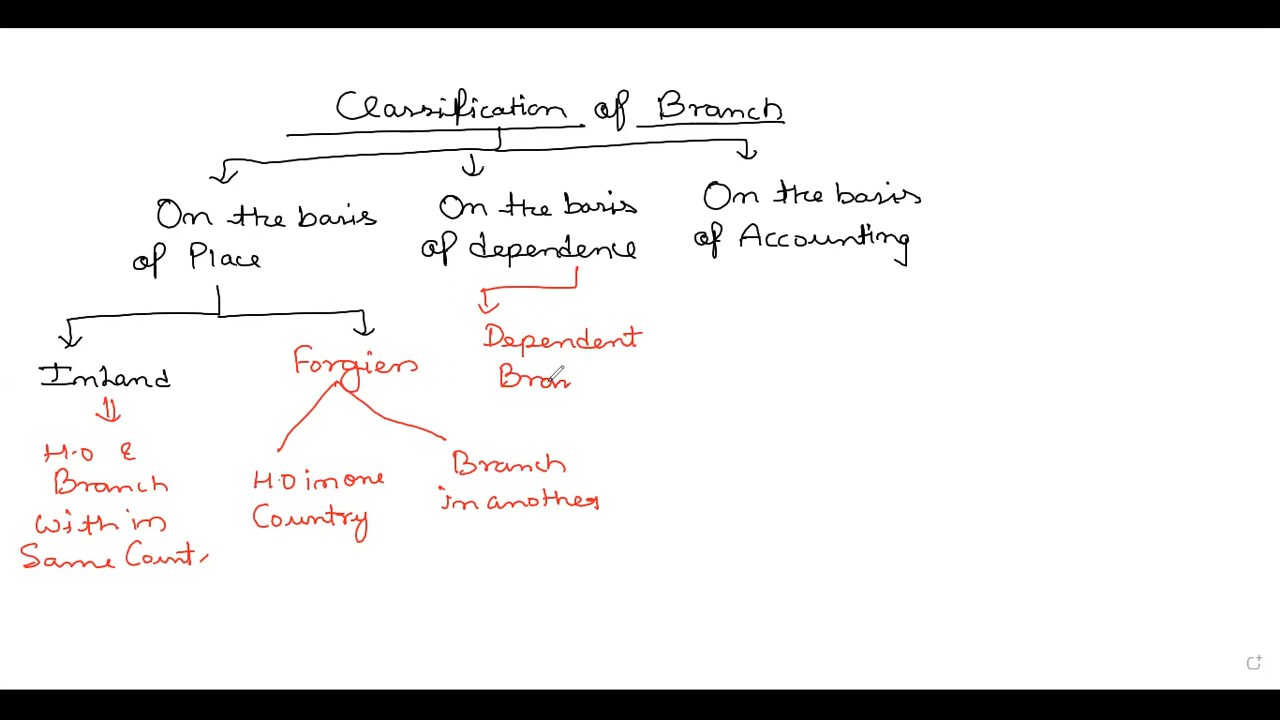 Classification of Branch
On the basis
of Place
On the basis
of dependence
On the basis
of Accounting
Inland
Forgiers
Dependent
Bran
H.O &
Branch
within
Same Count
H.O in one
Country
Branch
in another